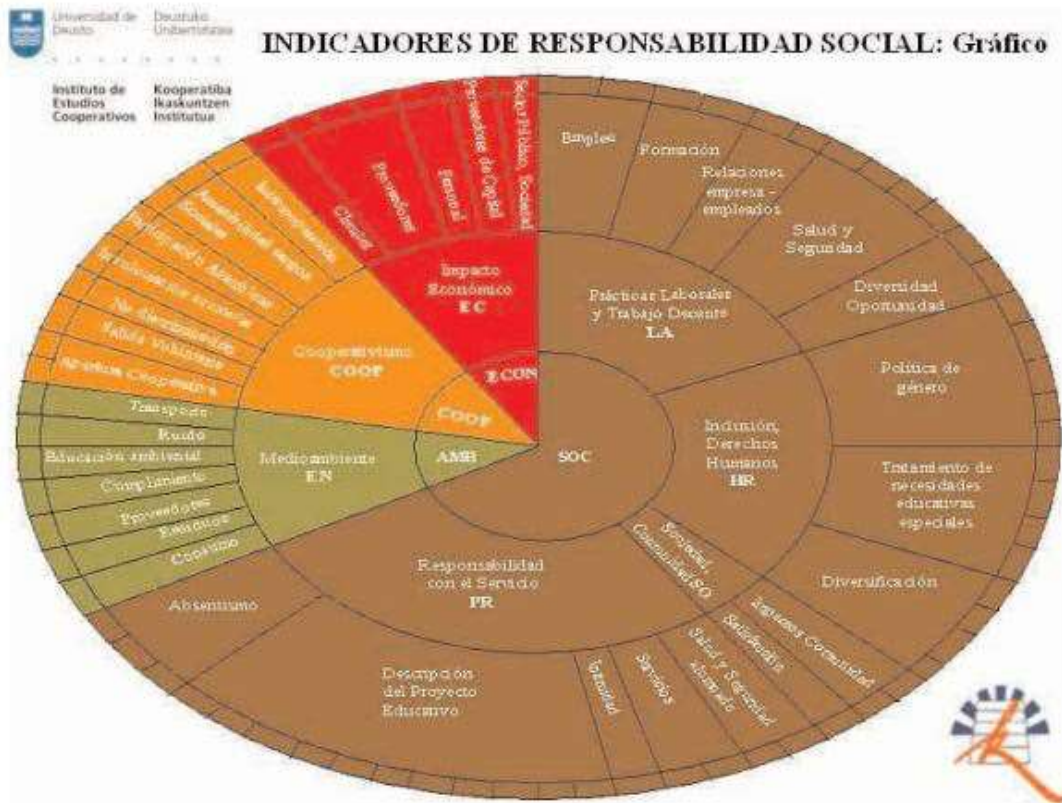 Universidad de Deusto
Deustuko Unibertsitatea
INDICADORES DE RESPONSABILIDAD SOCIAL: Gráfico
Instituto de
Estudios
Cooperativos
Kooperatiba
Ikaskuntzen
Institutua
Clientes
Proveedores
Personal
Proveedores de Capital
Sector Público, Sociedad
Impacto
Económico
EC
ECON
Empleo
Formación
Relaciones
empresa –
empleados
Salud y
Seguridad
Diversidad
Oportunidad
Prácticas Laborales
y Trabajo Decente
LA
Política de
género
Inclusión,
Derechos
Humanos
HR
Tratamiento de
necesidades
educativas
especiales
Diversificación
SOC
Sociedad,
Comunidad SO
Impactos Comunidad
Satisfacción
Salud y Seguridad
alumnado
Servicios
Identidad
Descripción
del Proyecto
Educativo
Absentismo
Responsabilidad
con el Servicio
PR
Cooperativismo
COOP
COOP
No discriminación
Salida Voluntaria
Apertura Cooperativa
Medioambiente
EN
AMB
Transporte
Ruido
Educación ambiental
Cumplimiento
Proveedores
Residuos
Consumo